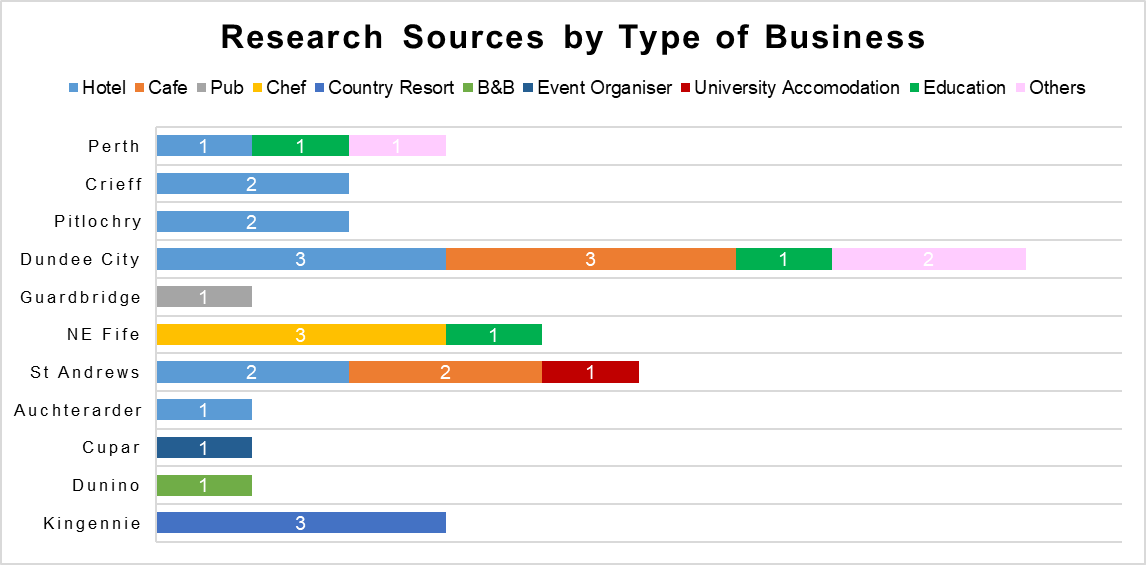 Research Sources by Type of Business
Hotel Cafe Pub Chef Country Resort B&B Event Organiser University Accomodation Education Others
Perth 1 1 1
Crieff 2
Pitlochry 2
Dundee City 3 3 1 2
Guardbridge 1
NE Fife 3 1
St Andrews 2 2 1
Auchterarder 1
Cupar 1
Dunino 1
Kingennie 3